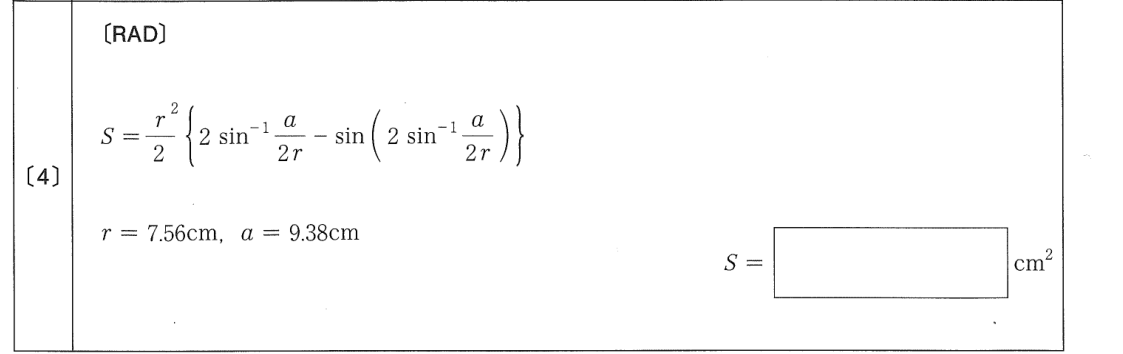 〔RAD〕
S = r²/2 {2 sin⁻¹ a/2r − sin (2 sin⁻¹ a/2r)}
〔4〕
r = 7.56cm, a = 9.38cm
S = cm²